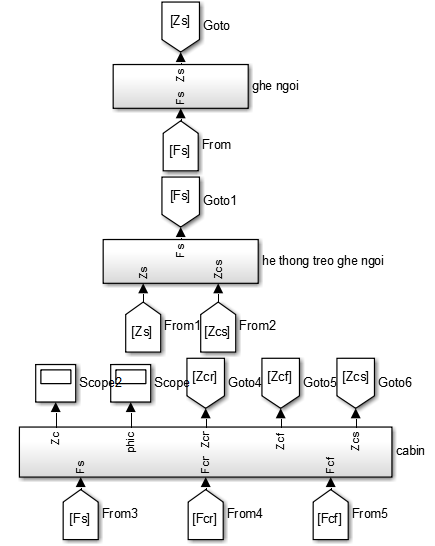 [Zs] Goto
Zs
ghe ngoi
Fs
[Fs] From
[Fs] Goto1
Fs
he thong treo ghe ngoi
Zs Zcs
[Zs] From1 [Zcs] From2
Scope2 Scope [Zcr] Goto4 [Zcf] Goto5 [Zcs] Goto6
Zc phic Zcr Zcf Zcs
cabin
Fs Fcr Fcf
[Fs] From3 [Fcr] From4 [Fcf] From5